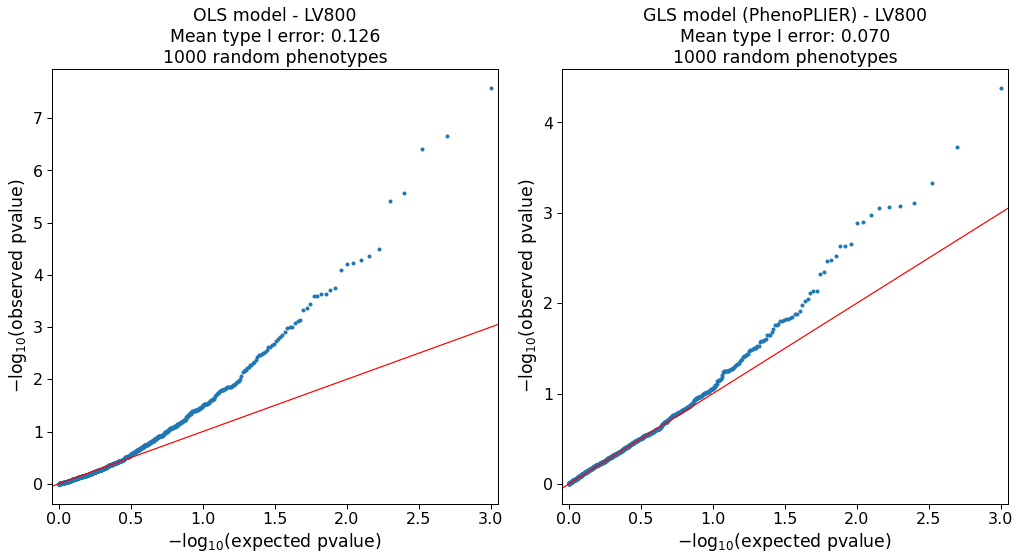 OLS model - LV800
Mean type I error: 0.126
1000 random phenotypes
7
6
5
4
3
2
1
0
−log10(observed pvalue)
0.0 0.5 1.0 1.5 2.0 2.5 3.0
−log10(expected pvalue)
GLS model (PhenoPLIER) - LV800
Mean type I error: 0.070
1000 random phenotypes
4
3
2
1
0
−log10(observed pvalue)
0.0 0.5 1.0 1.5 2.0 2.5 3.0
−log10(expected pvalue)